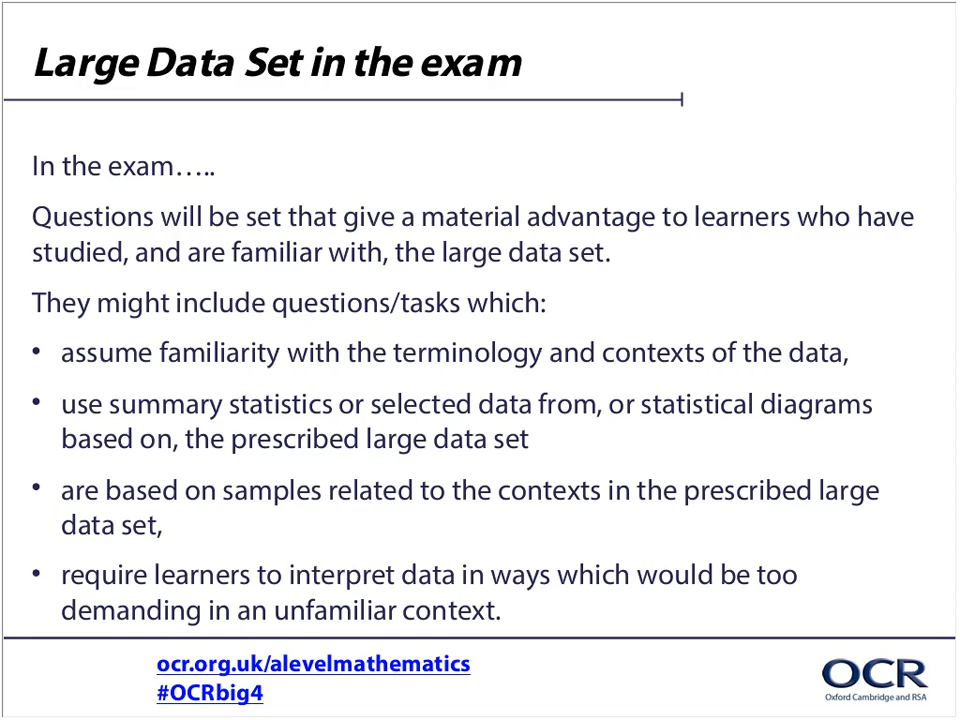 Large Data Set in the exam
In the exam…..
Questions will be set that give a material advantage to learners who have
studied, and are familiar with, the large data set.
They might include questions/tasks which:
• assume familiarity with the terminology and contexts of the data,
• use summary statistics or selected data from, or statistical diagrams
based on, the prescribed large data set
• are based on samples related to the contexts in the prescribed large
data set,
• require learners to interpret data in ways which would be too
demanding in an unfamiliar context.
ocr.org.uk/alevelmathematics
#OCRbig4
OCR
Oxford Cambridge and RSA